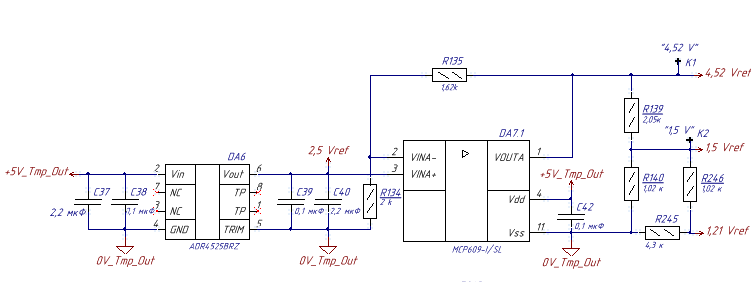 "4,52 V"
K1
4,52 Vref
R135
1,62k
R139
2,05к
"1,5 V"
K2
1,5 Vref
R140
1,02 к
R246
1,02 к
R245
4,3 к
1,21 Vref
2,5 Vref
DA7.1
2
VINA-
3
VINA+
VOUTA
1
+5V_Tmp_Out
Vdd
4
C42
0,1 мкФ
Vss
11
MCP609-I/SL
0V_Tmp_Out
R134
2 k
DA6
+5V_Tmp_Out
2
Vin
Vout
6
7
NC
TP
8
3
NC
TP
1
4
GND
TRIM
5
ADR4525BRZ
C37
2,2 мкФ
C38
0,1 мкФ
C39
0,1 мкФ
C40
2,2 мкФ
0V_Tmp_Out
0V_Tmp_Out